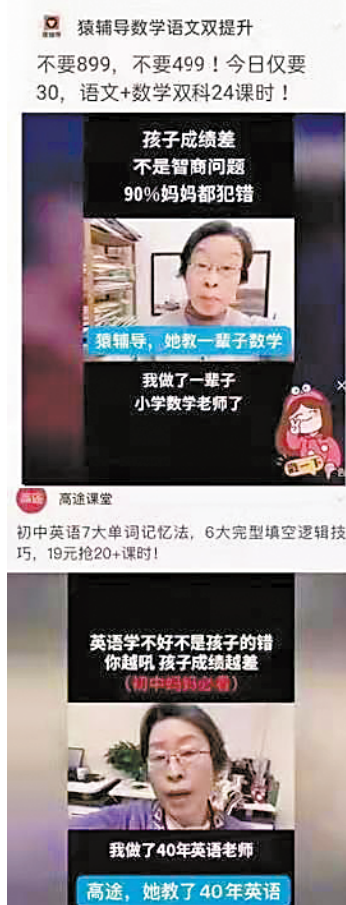 猿辅导数学语文双提升
不要899，不要499！今日仅要
30，语文+数学双科24课时！
孩子成绩差
不是智商问题
90%妈妈都犯错
猿辅导，她教一辈子数学
我做了一辈子
小学数学老师了
高途
高途课堂
初中英语7大单词记忆法，6大完型填空逻辑技
巧，19元抢20+课时！
英语学不好不是孩子的错
你越吼 孩子成绩越差
（初中妈妈必看）
我做了40年英语老师
高途，她教了40年英语